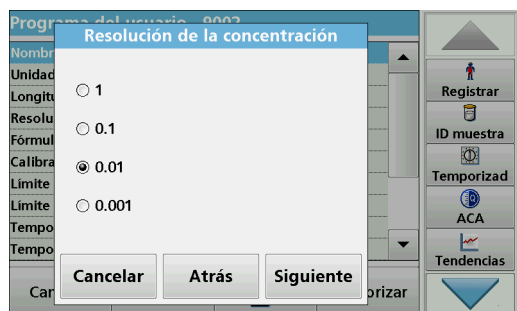 Programa del usuario 9002
Resolución de la concentración
Nombr
Unidad
Longitu
Resolu
Fórmul
Calibra
Límite
Límite
Tempo
Tempo
1
0.1
0.01
0.001
Cancelar Atrás Siguiente
Can orizar
Registrar
ID muestra
Temporizad
ACA
Tendencias